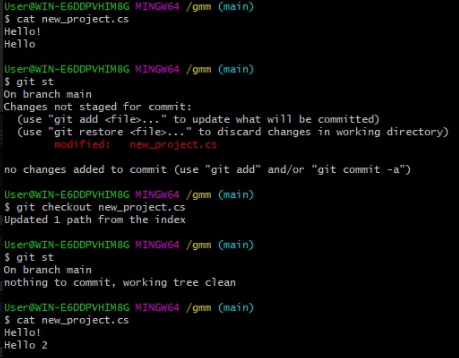 User@WIN-E6DDPVHIM8G MINGW64 /gmm (main)
$ cat new_project.cs
Hello!
Hello
User@WIN-E6DDPVHIM8G MINGW64 /gmm (main)
$ git st
On branch main
Changes not staged for commit:
(use "git add <file>..." to update what will be committed)
(use "git restore <file>..." to discard changes in working directory)
modified: new_project.cs
no changes added to commit (use "git add" and/or "git commit -a")
User@WIN-E6DDPVHIM8G MINGW64 /gmm (main)
$ git checkout new_project.cs
Updated 1 path from the index
User@WIN-E6DDPVHIM8G MINGW64 /gmm (main)
$ git st
On branch main
nothing to commit, working tree clean
User@WIN-E6DDPVHIM8G MINGW64 /gmm (main)
$ cat new_project.cs
Hello!
Hello 2